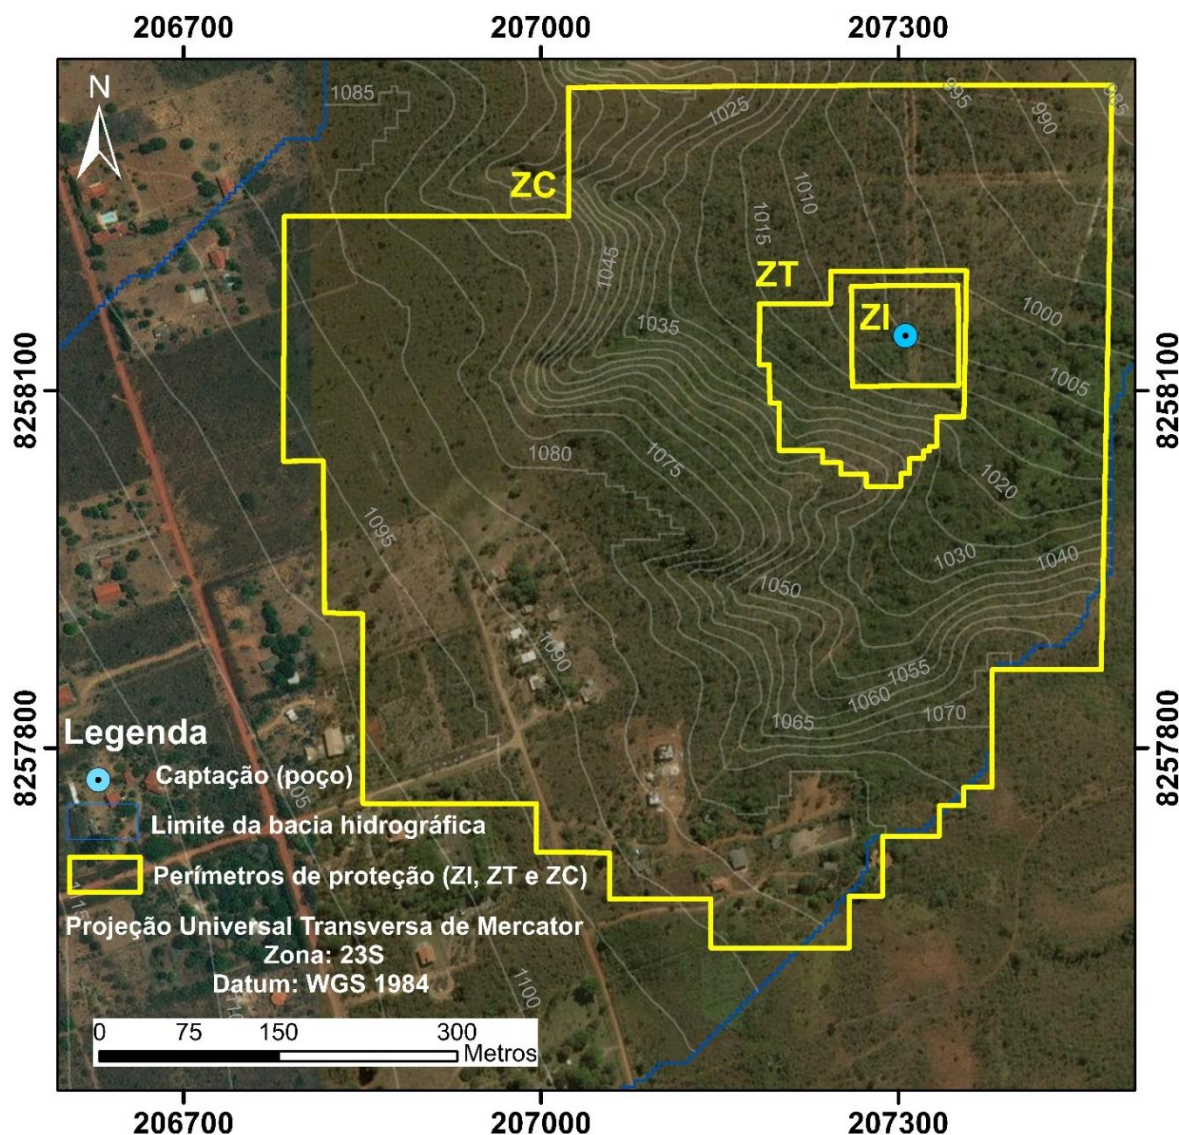 206700 207000 207300
N
1085
1025
995
990
985
ZC
1010
1015
1045
ZT
1000
ZI
1035
8258100
1005
8258100
1080
1075
1020
1095
1030
1040
1050
1090
1055
1060
1070
1065
Legenda
8257800
8257800
Captação (poço)
Limite da bacia hidrográfica
Perímetros de proteção (ZI, ZT e ZC)
Projeção Universal Transversa de Mercator
Zona: 23S
Datum: WGS 1984
1100
0 75 150 300
Metros
206700 207000 207300